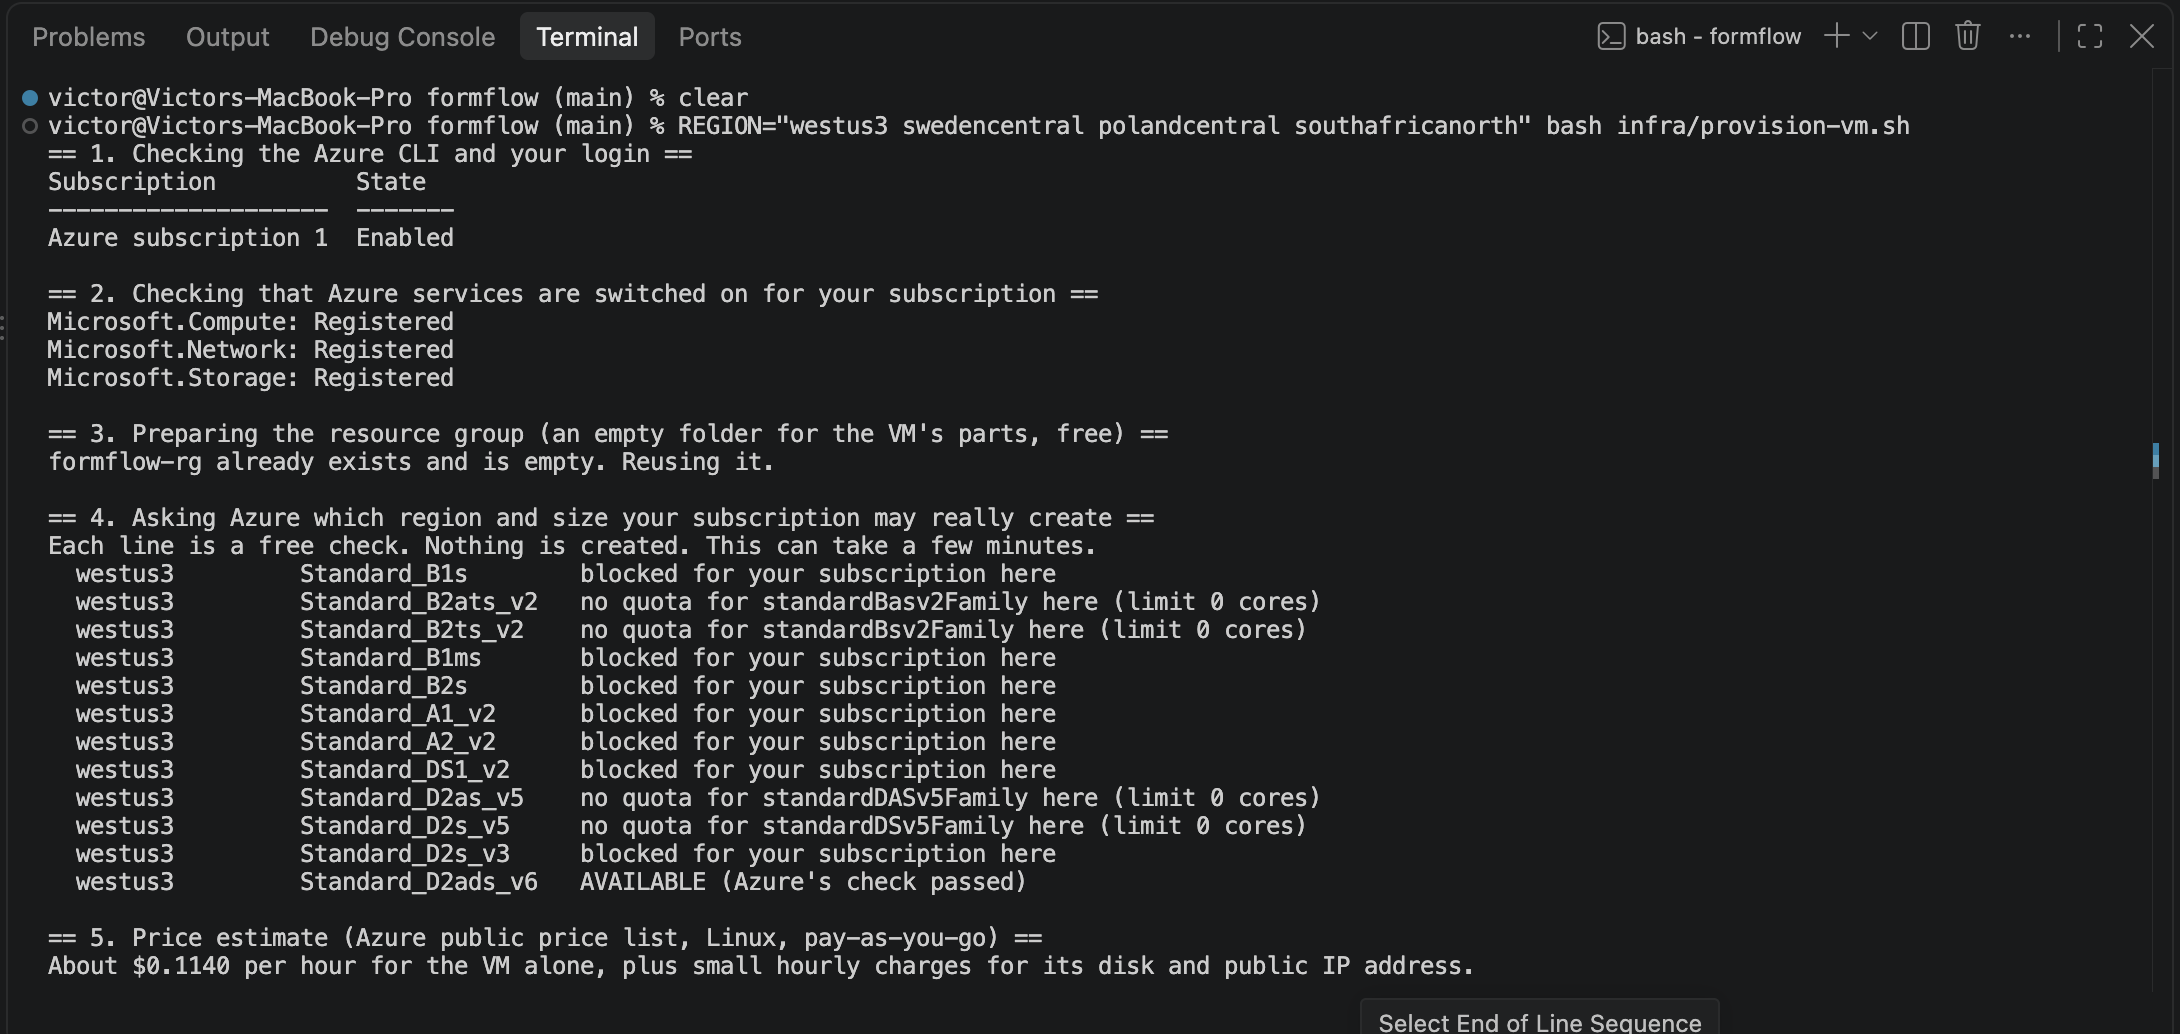 Problems Output Debug Console Terminal Ports bash - formflow
victor@Victors-MacBook-Pro formflow (main) % clear
victor@Victors-MacBook-Pro formflow (main) % REGION="westus3 swedencentral polandcentral southafricanorth" bash infra/provision-vm.sh
== 1. Checking the Azure CLI and your login ==
Subscription          State
--------------------  -------
Azure subscription 1  Enabled
== 2. Checking that Azure services are switched on for your subscription ==
Microsoft.Compute: Registered
Microsoft.Network: Registered
Microsoft.Storage: Registered
== 3. Preparing the resource group (an empty folder for the VM's parts, free) ==
formflow-rg already exists and is empty. Reusing it.
== 4. Asking Azure which region and size your subscription may really create ==
Each line is a free check. Nothing is created. This can take a few minutes.
westus3         Standard_B1s        blocked for your subscription here
westus3         Standard_B2ats_v2   no quota for standardBasv2Family here (limit 0 cores)
westus3         Standard_B2ts_v2    no quota for standardBsv2Family here (limit 0 cores)
westus3         Standard_B1ms       blocked for your subscription here
westus3         Standard_B2s        blocked for your subscription here
westus3         Standard_A1_v2      blocked for your subscription here
westus3         Standard_A2_v2      blocked for your subscription here
westus3         Standard_DS1_v2     blocked for your subscription here
westus3         Standard_D2as_v5    no quota for standardDASv5Family here (limit 0 cores)
westus3         Standard_D2s_v5     no quota for standardDSv5Family here (limit 0 cores)
westus3         Standard_D2s_v3     blocked for your subscription here
westus3         Standard_D2ads_v6   AVAILABLE (Azure's check passed)
== 5. Price estimate (Azure public price list, Linux, pay-as-you-go) ==
About $0.1140 per hour for the VM alone, plus small hourly charges for its disk and public IP address.
Select End of Line Sequence